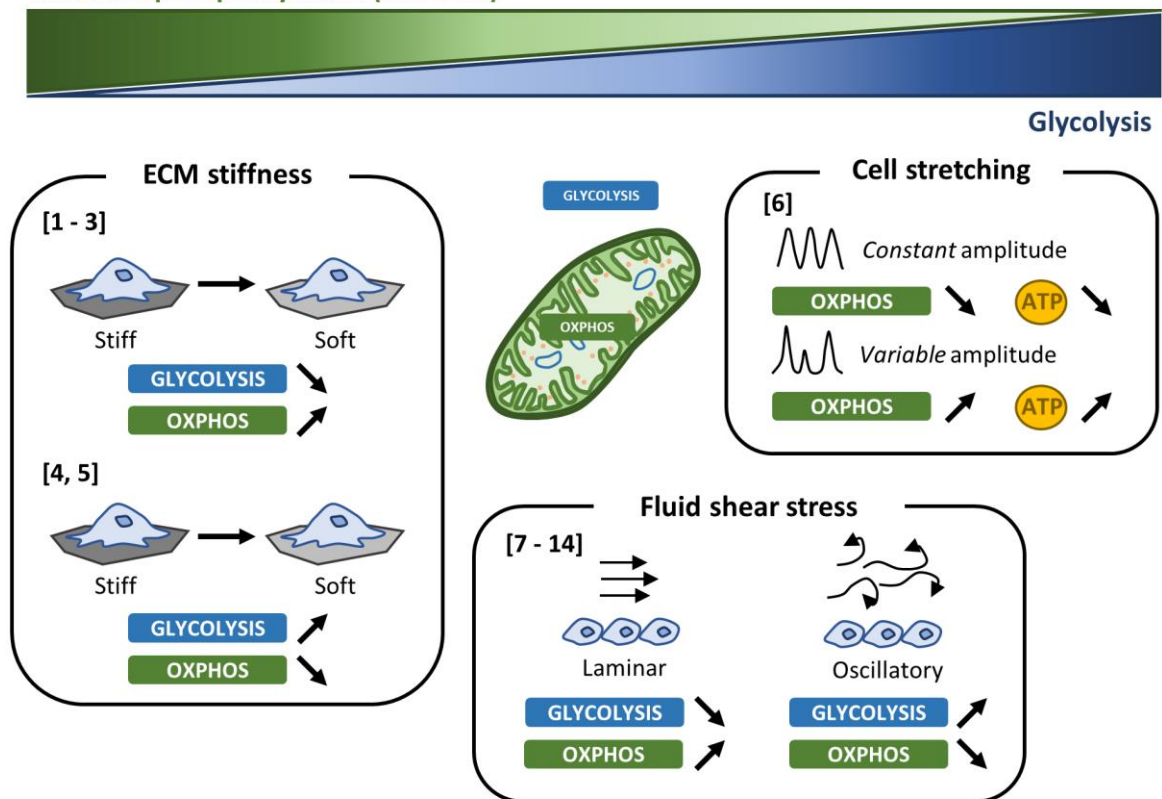 Glycolysis
ECM stiffness
[1 - 3]
Stiff
Soft
GLYCOLYSIS
OXPHOS
[4, 5]
Stiff
Soft
GLYCOLYSIS
OXPHOS
GLYCOLYSIS
OXPHOS
Cell stretching
[6]
Constant amplitude
OXPHOS
ATP
Variable amplitude
OXPHOS
ATP
Fluid shear stress
[7 - 14]
Laminar
Oscillatory
GLYCOLYSIS
GLYCOLYSIS
OXPHOS
OXPHOS